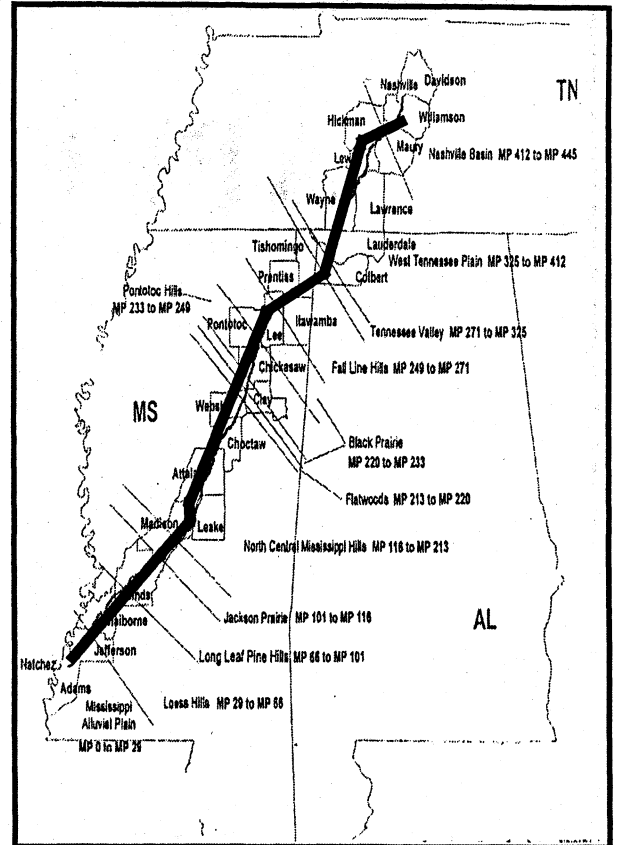 Nashville
Davidson
TN
Hickman
Williamson
Maury
Nashville Basin MP 412 to MP 445
Lew
Wayne
Lawrence
Tishomingo
Lauderdale
West Tennessee Plain MP 325 to MP 412
Prentiss
Colbert
Pontotoc Hills
MP 233 to MP 249
Itawamba
Pontotoc
Lee
Tennessee Valley MP 271 to MP 325
Chickasaw
Fall Line Hills MP 249 to MP 271
MS
Webst
Clay
Choctaw
Black Prairie
MP 220 to MP 233
Attala
Flatwoods MP 213 to MP 220
Madison
Leake
North Central Mississippi Hills MP 116 to MP 213
inds
Jackson Prairie MP 101 to MP 116
AL
laiborne
Jefferson
Long Leaf Pine Hills MP 66 to MP 101
Natchez
Adams
Loess Hills MP 29 to MP 66
Mississippi
Alluvial Plain
MP 0 to MP 29